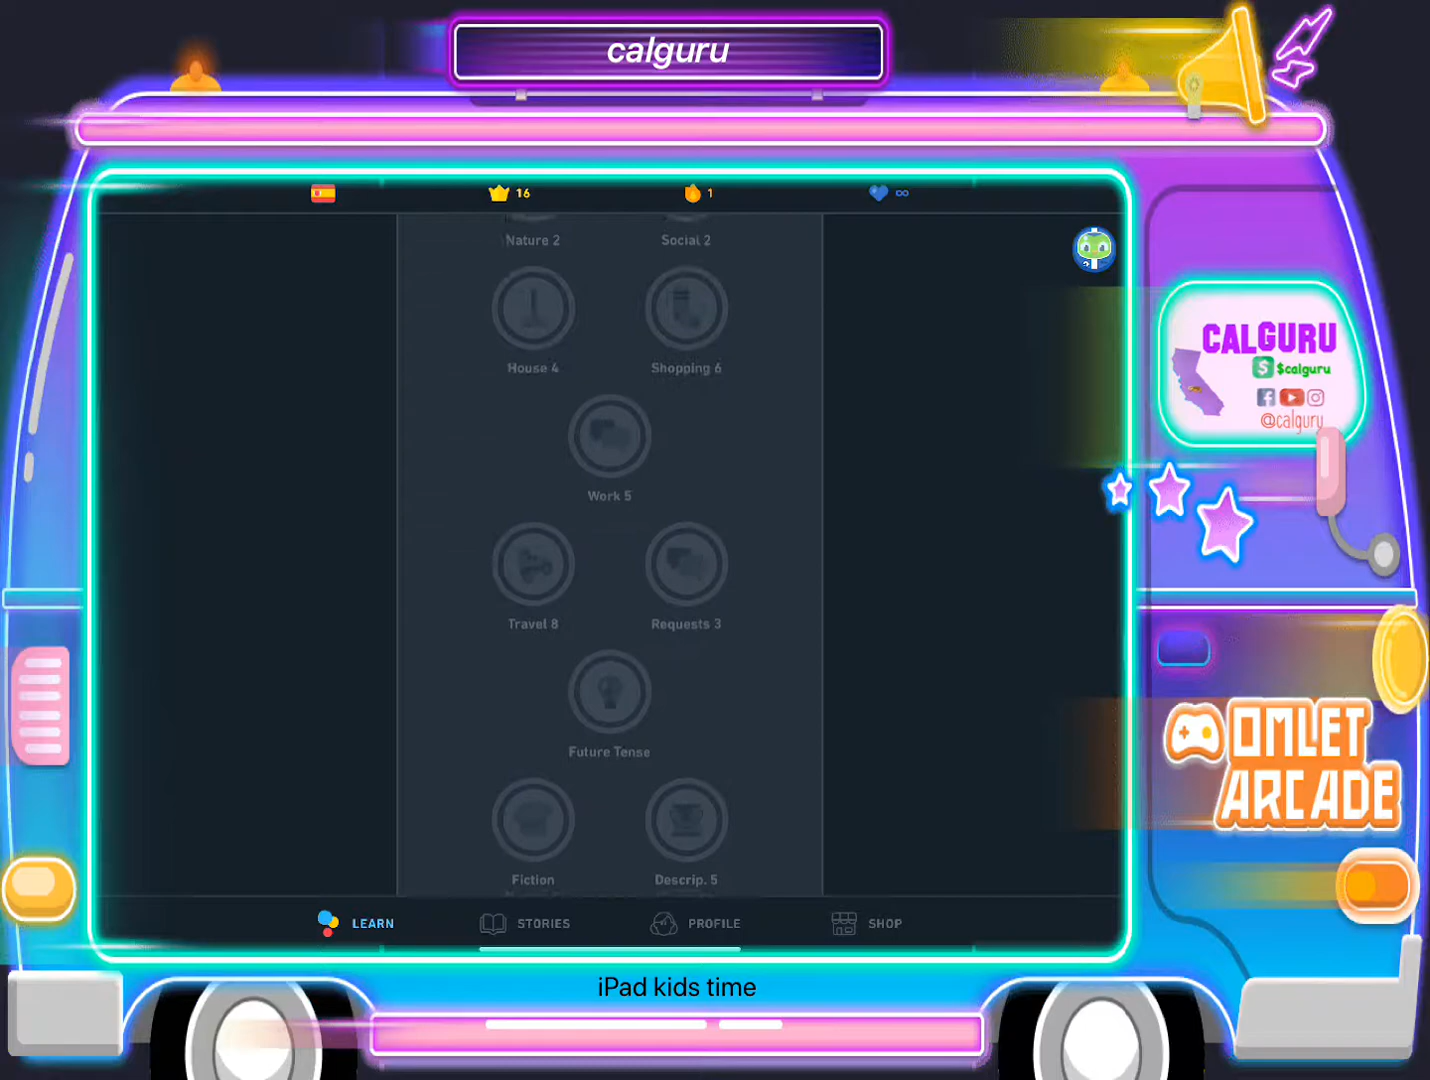 calguru
16
1
∞
Nature 2
Social 2
House 4
Shopping 6
Work 5
Travel 8
Requests 3
Future Tense
Fiction
Descrip. 5
LEARN
STORIES
PROFILE
SHOP
CALGURU
$ $calguru
@calguru
OMLET
ARCADE
iPad kids time